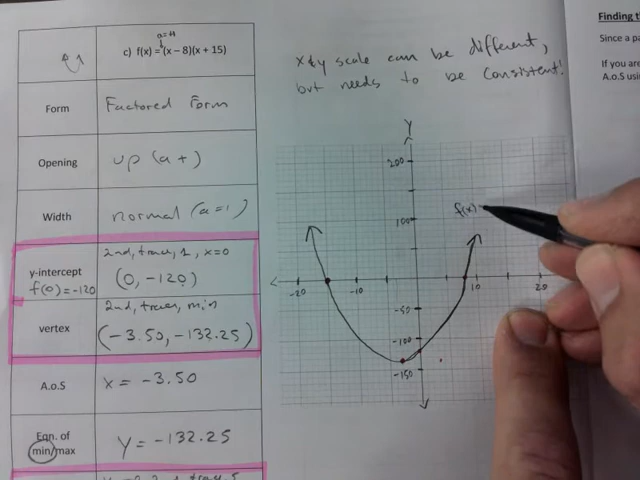 a=+1
c) f(x) = (x – 8)(x + 15)
Form
Factored Form
Opening
up (a+)
Width
normal (a=1)
y-intercept
f(0) = -120
2nd, trace, 1, x=0
(0, -120)
vertex
2nd, trace, min
(-3.50, -132.25)
A.o.S
x = -3.50
Eqn. of
min/max
y = -132.25
x & y scale can be different,
but needs to be consistent!
Y
200
100
f(x)
-20
-10
10
20
-50
-100
-150
Finding th
Since a pa
If you are
A.o.S usin